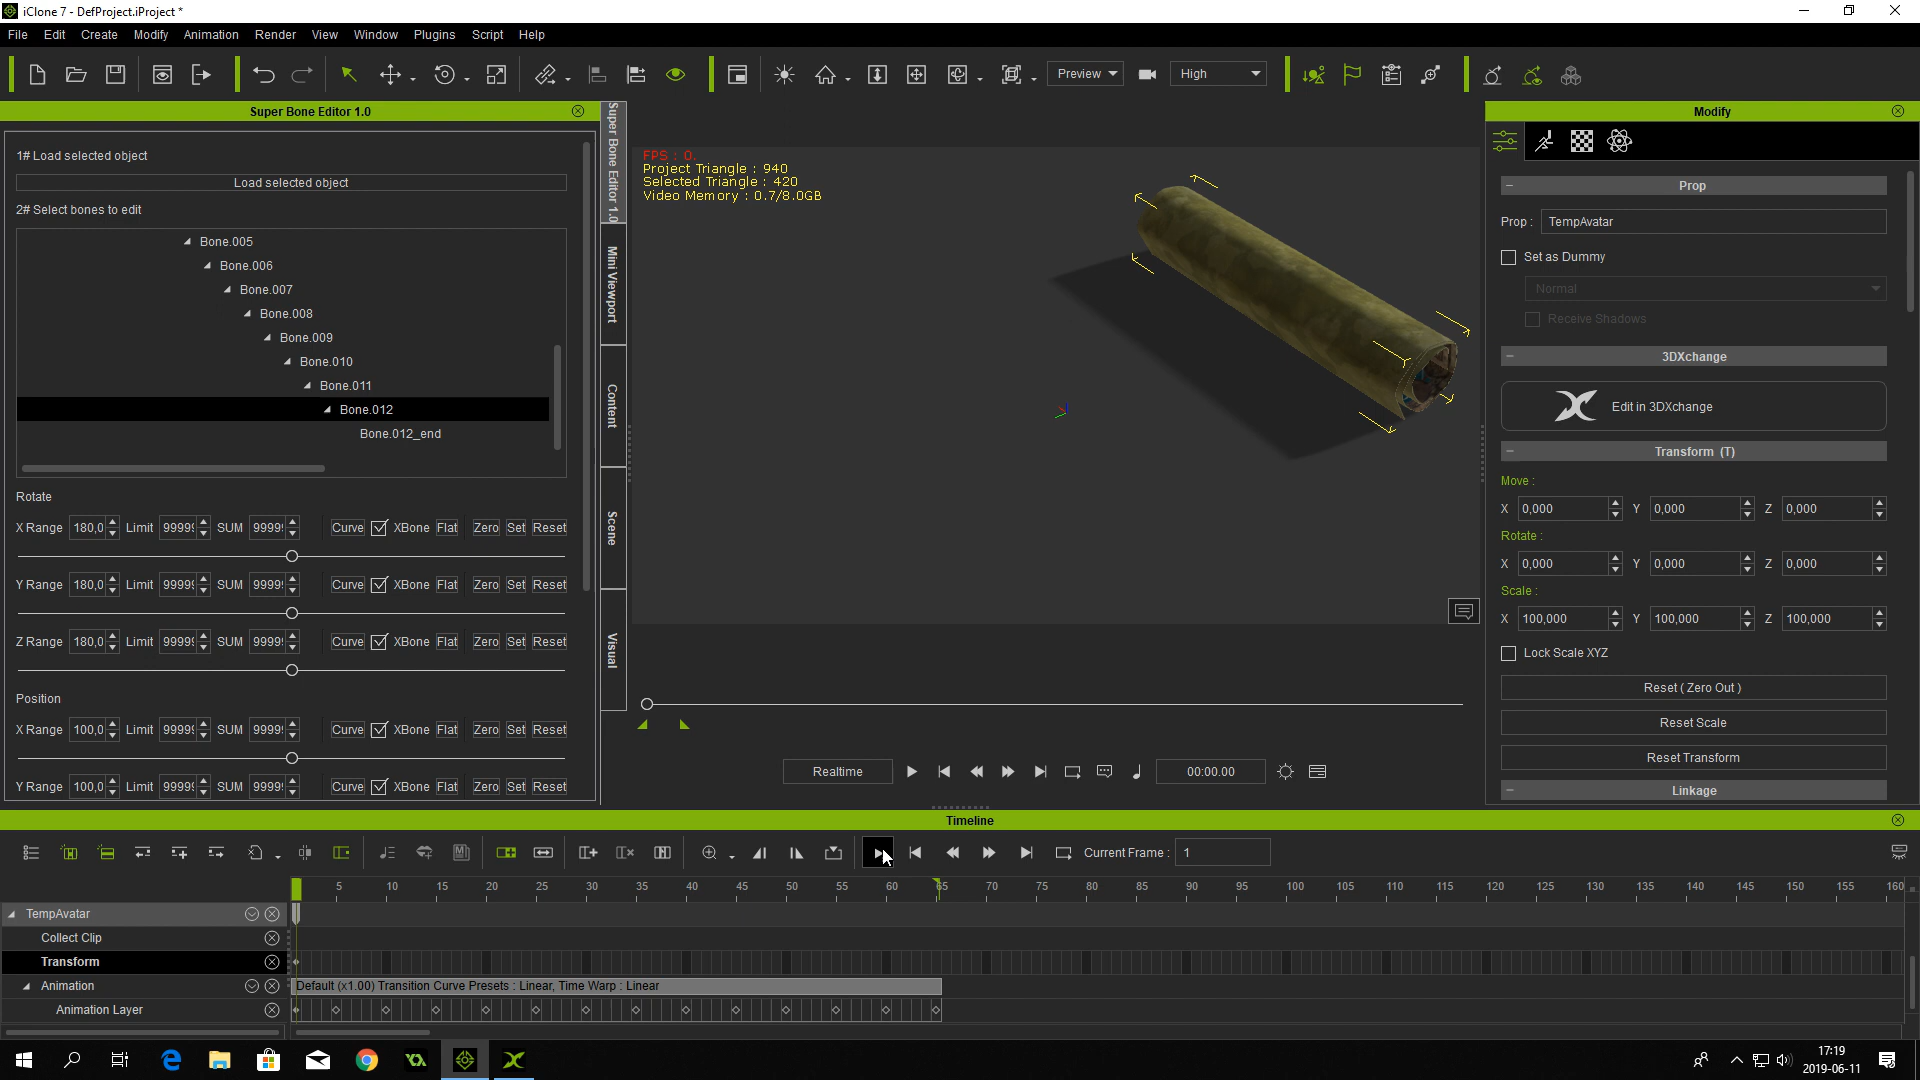 iClone 7 - DefProject.iProject *
File Edit Create Modify Animation Render View Window Plugins Script Help
Preview High
Super Bone Editor 1.0
1# Load selected object
Load selected object
2# Select bones to edit
Bone.005
Bone.006
Bone.007
Bone.008
Bone.009
Bone.010
Bone.011
Bone.012
Bone.012_end
Rotate
X Range 180,0 Limit 9999 SUM 9999 Curve XBone Flat Zero Set Reset
Y Range 180,0 Limit 9999 SUM 9999 Curve XBone Flat Zero Set Reset
Z Range 180,0 Limit 9999 SUM 9999 Curve XBone Flat Zero Set Reset
Position
X Range 100,0 Limit 9999 SUM 9999 Curve XBone Flat Zero Set Reset
Y Range 100,0 Limit 9999 SUM 9999 Curve XBone Flat Zero Set Reset
Super Bone Editor 1.0
Mini Viewport
Content
Scene
Visual
FPS : 0.
Project Triangle : 940
Selected Triangle : 420
Video Memory : 0.7/8.0GB
Realtime 00:00.00
Modify
Prop
Prop : TempAvatar
Set as Dummy
Normal
Receive Shadows
3DXchange
Edit in 3DXchange
Transform (T)
Move :
X 0,000 Y 0,000 Z 0,000
Rotate :
X 0,000 Y 0,000 Z 0,000
Scale :
X 100,000 Y 100,000 Z 100,000
Lock Scale XYZ
Reset ( Zero Out )
Reset Scale
Reset Transform
Linkage
Timeline
Current Frame : 1
5 10 15 20 25 30 35 40 45 50 55 60 65 70 75 80 85 90 95 100 105 110 115 120 125 130 135 140 145 150 155 160
TempAvatar
Collect Clip
Transform
Animation Default (x1.00) Transition Curve Presets : Linear, Time Warp : Linear
Animation Layer
17:19
2019-06-11